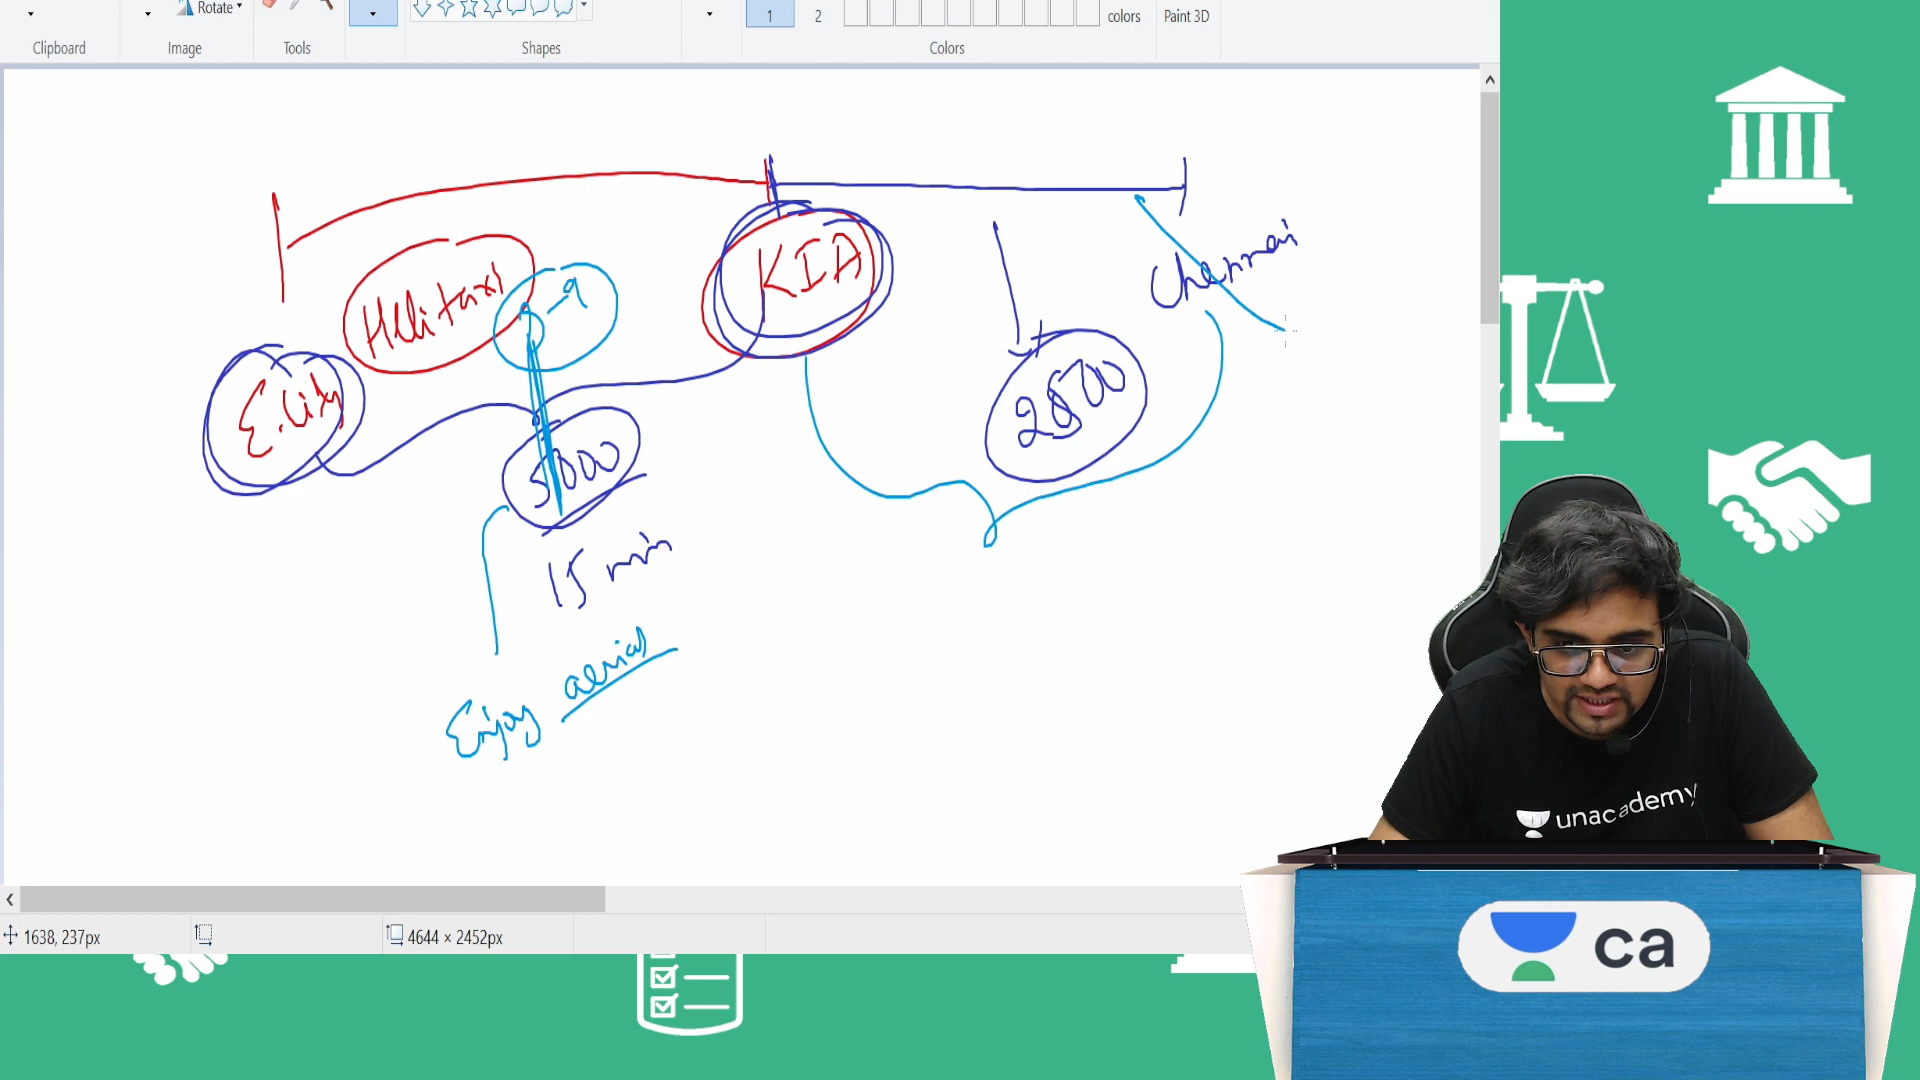 Rotate
colors
Paint 3D
1
2
Clipboard
Image
Tools
Shapes
Colors
KIA
Chennai
Helitaxi
E.City
2500
5000
15 min
Enjoy aerial
unacademy
ca
1638, 237px
4644 × 2452px